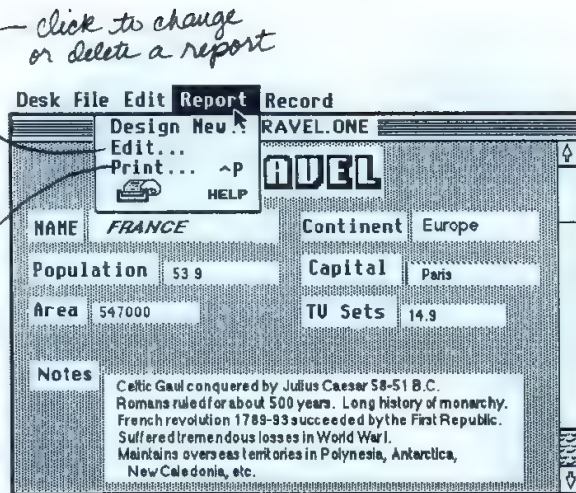 click to change
or delete a report
Desk File Edit Report Record
Design New..
RAVEL.ONE
Edit...
Print... ^P
AVEL
HELP
NAME FRANCE
Continent Europe
Population 53 9
Capital Paris
Area 547000
TV Sets 14.9
Notes
Celtic Gaul conquered by Julius Caesar 58-51 B.C.
Romans ruled for about 500 years. Long history of monarchy.
French revolution 1789-93 succeeded by the First Republic.
Suffered tremendous losses in World War I.
Maintains overseas territories in Polynesia, Antarctica,
New Caledonia, etc.